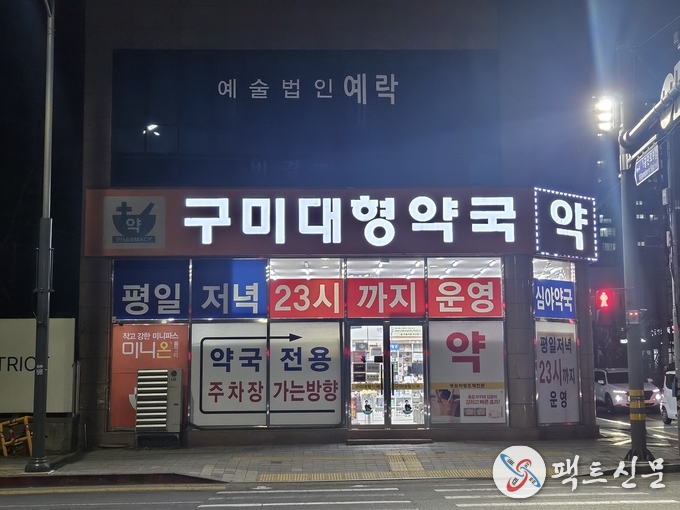 예술법인예락
약
PHARMACY
구미대형약국
약
평일 저녁 23시 까지 운영
심야약국
작고 강한 미니파스
미니온
약국 전용
주차장 가는방향
약
평일저녁
23시까지
운영
TRICT
팩트신문